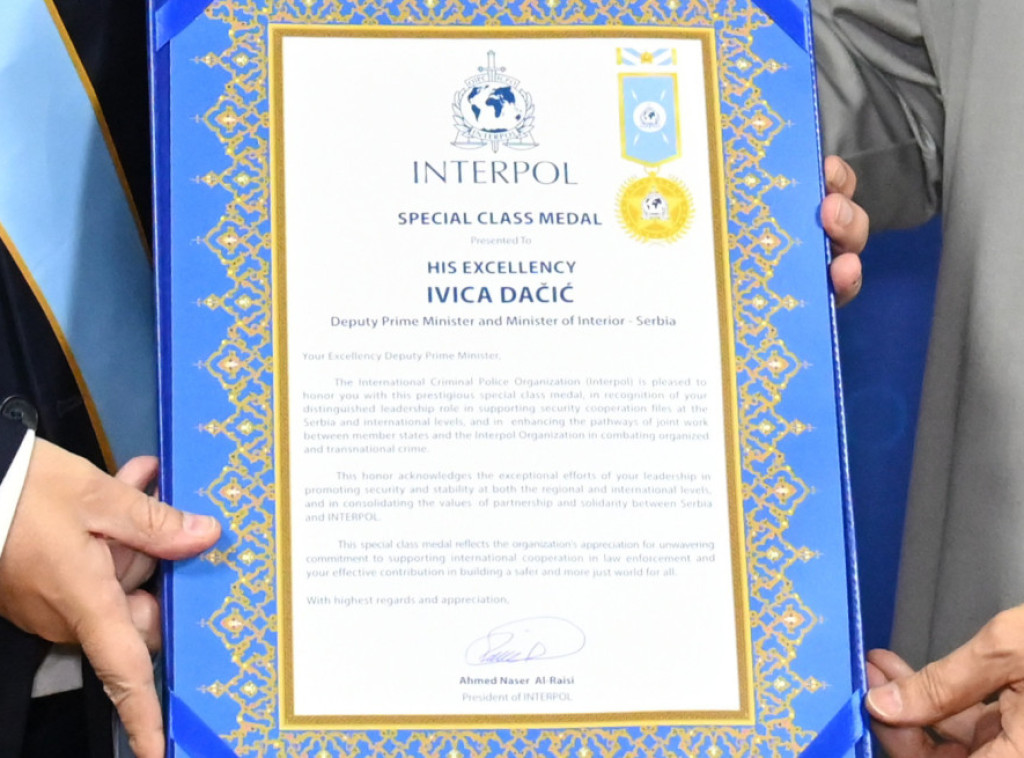 INTERPOL
INTERPOL
SPECIAL CLASS MEDAL
Presented To
HIS EXCELLENCY
IVICA DAČIĆ
Deputy Prime Minister and Minister of Interior - Serbia
Your Excellency Deputy Prime Minister,
The International Criminal Police Organization (Interpol) is pleased to
honor you with this prestigious special class medal, in recognition of your
distinguished leadership role in supporting security cooperation files at the
Serbia and international levels, and in enhancing the pathways of joint work
between member states and the Interpol Organization in combating organized
and transnational crime.
This honor acknowledges the exceptional efforts of your leadership in
promoting security and stability at both the regional and international levels,
and in consolidating the values of partnership and solidarity between Serbia
and INTERPOL.
This special class medal reflects the organization's appreciation for unwavering
commitment to supporting international cooperation in law enforcement and
your effective contribution in building a safer and more just world for all.
With highest regards and appreciation,
Ahmed Naser Al-Raisi
President of INTERPOL